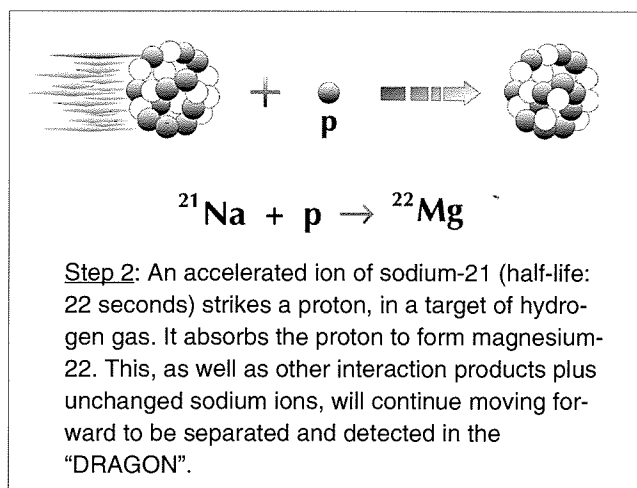 +
p
²¹Na + p → ²²Mg
Step 2: An accelerated ion of sodium-21 (half-life:
22 seconds) strikes a proton, in a target of hydro-
gen gas. It absorbs the proton to form magnesium-
22. This, as well as other interaction products plus
unchanged sodium ions, will continue moving for-
ward to be separated and detected in the
“DRAGON”.